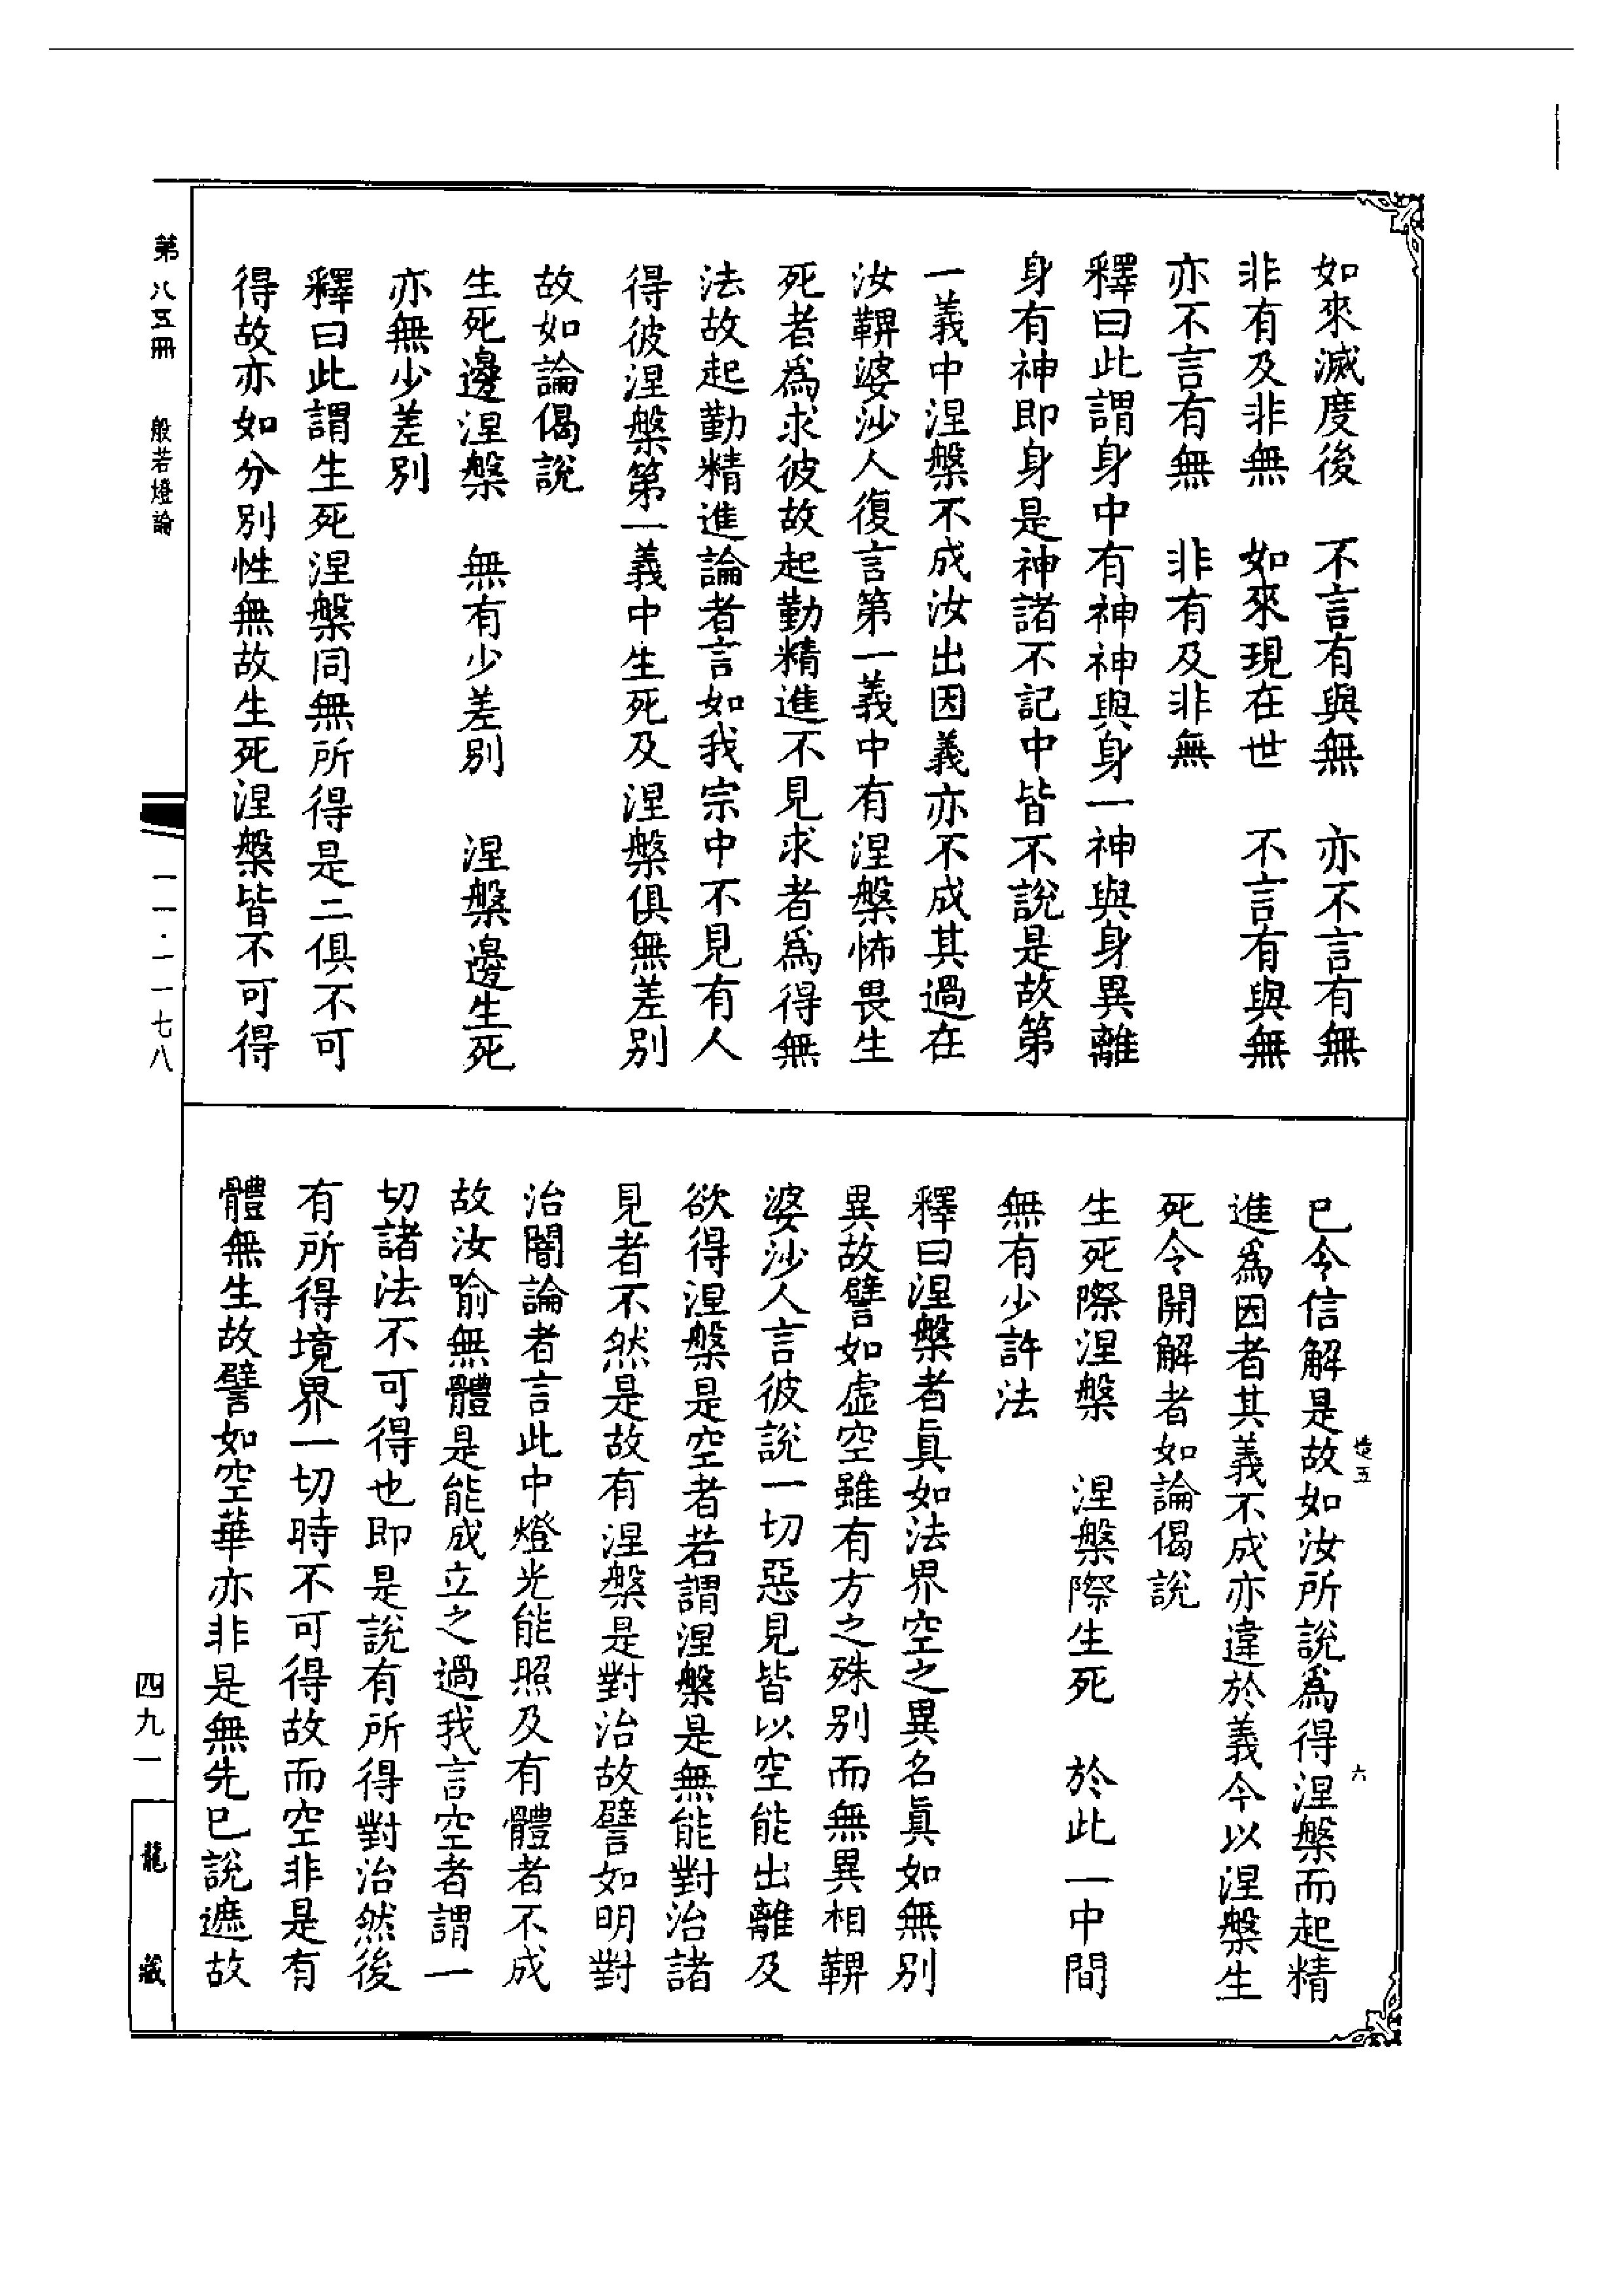 如來滅度後　不言有與無　亦不言有無
非有及非無　如來現在世　不言有與無
亦不言有無　非有及非無
釋曰此謂身中有神神與身一神與身異離
身有神即身是神諸不記中皆不說是故第
一義中涅槃不成汝出因義亦不成其過在
汝鞞婆沙人復言第一義中有涅槃怖畏生
死者爲求彼故起勤精進不見求者爲得無
法故起勤精進論者言如我宗中不見有人
得彼涅槃第一義中生死及涅槃俱無差別
故如論偈說
生死邊涅槃　無有少差別　涅槃邊生死
亦無少差別
釋曰此謂生死涅槃同無所得是二俱不可
得故亦如分別性無故生死涅槃皆不可得
已令信解是故如汝所說爲得涅槃而起精
進爲因者其義不成亦違於義今以涅槃生
死令開解者如論偈說
生死際涅槃　涅槃際生死　於此一中間
無有少許法
釋曰涅槃者眞如法界空之異名眞如無別
異故譬如虛空雖有方之殊别而無異相鞞
婆沙人言彼說一切惡見皆以空能出離及
欲得涅槃是空者若謂涅槃是無能對治諸
見者不然是故有涅槃是對治故譬如明對
治闇論者言此中燈光能照及有體者不成
故汝喻無體是能成立之過我言空者謂一
切諸法不可得也即是說有所得對治然後
有所得境界一切時不可得故而空非是有
體無生故譬如空華亦非是無先已說遮故
造五
六
第八五冊　般若燈論
一一·一一七八
四九一
龍藏